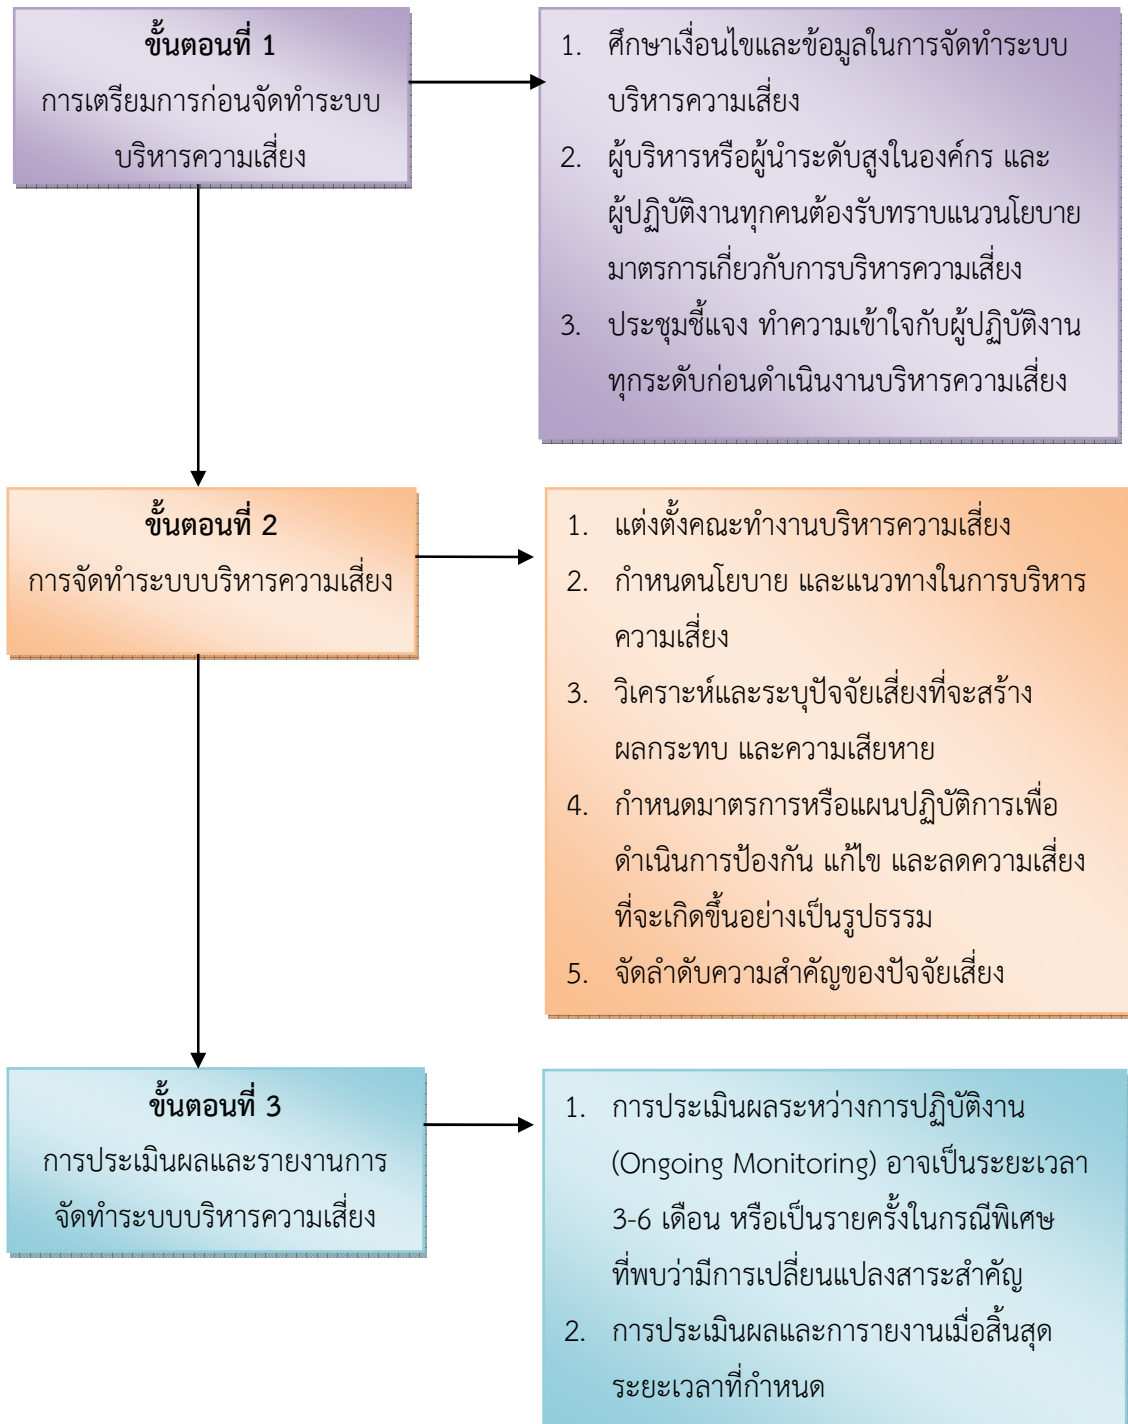 ขั้นตอนที่ 1
การเตรียมการก่อนจัดทำระบบ
บริหารความเสี่ยง
1. ศึกษาเงื่อนไขและข้อมูลในการจัดทำระบบ
บริหารความเสี่ยง
2. ผู้บริหารหรือผู้นำระดับสูงในองค์กร และ
ผู้ปฏิบัติงานทุกคนต้องรับทราบแนวนโยบาย
มาตรการเกี่ยวกับการบริหารความเสี่ยง
3. ประชุมชี้แจง ทำความเข้าใจกับผู้ปฏิบัติงาน
ทุกระดับก่อนดำเนินงานบริหารความเสี่ยง
ขั้นตอนที่ 2
การจัดทำระบบบริหารความเสี่ยง
1. แต่งตั้งคณะทำงานบริหารความเสี่ยง
2. กำหนดนโยบาย และแนวทางในการบริหาร
ความเสี่ยง
3. วิเคราะห์และระบุปัจจัยเสี่ยงที่จะสร้าง
ผลกระทบ และความเสียหาย
4. กำหนดมาตรการหรือแผนปฏิบัติการเพื่อ
ดำเนินการป้องกัน แก้ไข และลดความเสี่ยง
ที่จะเกิดขึ้นอย่างเป็นรูปธรรม
5. จัดลำดับความสำคัญของปัจจัยเสี่ยง
ขั้นตอนที่ 3
การประเมินผลและรายงานการ
จัดทำระบบบริหารความเสี่ยง
1. การประเมินผลระหว่างการปฏิบัติงาน
(Ongoing Monitoring) อาจเป็นระยะเวลา
3-6 เดือน หรือเป็นรายครั้งในกรณีพิเศษ
ที่พบว่ามีการเปลี่ยนแปลงสาระสำคัญ
2. การประเมินผลและการายงานเมื่อสิ้นสุด
ระยะเวลาที่กำหนด